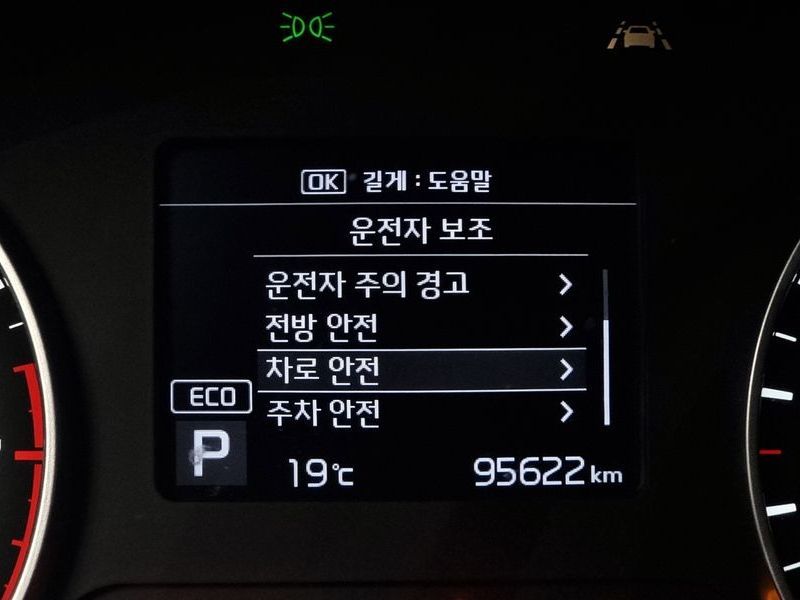 OK 길게 : 도움말
운전자 보조
운전자 주의 경고
전방 안전
차로 안전
주차 안전
ECO
P
19℃
95622 km